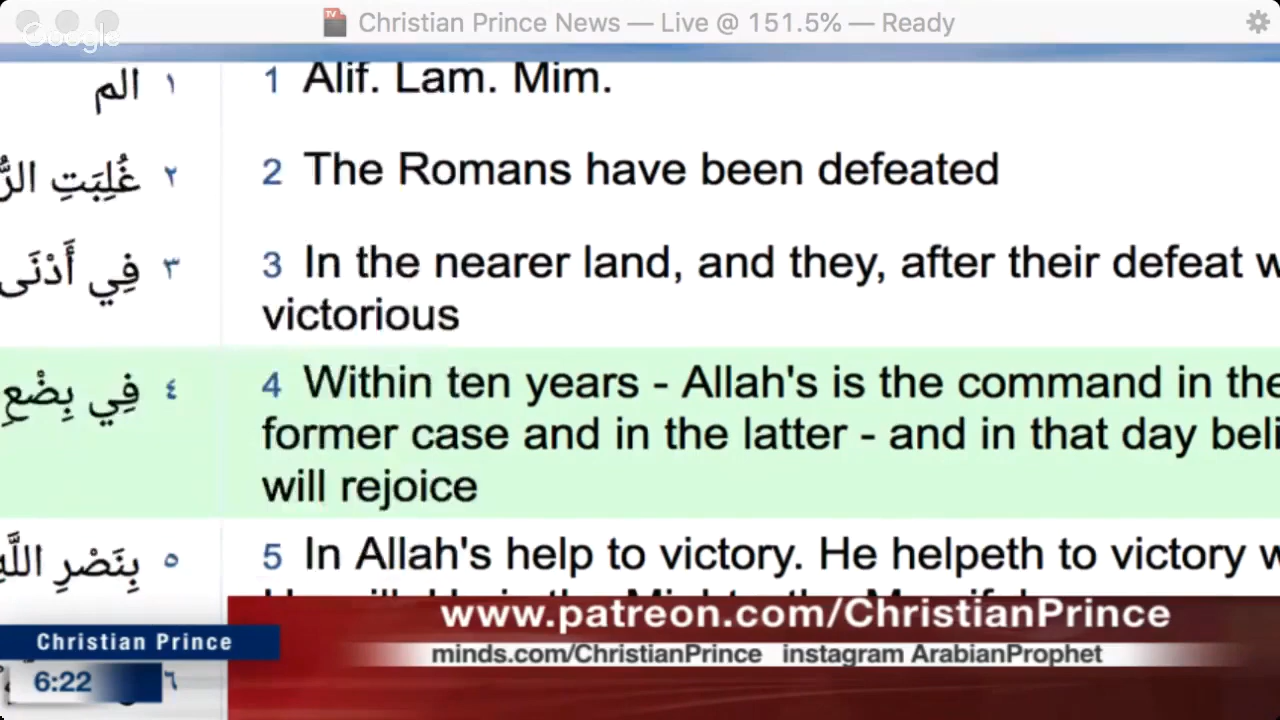 Google
Christian Prince News — Live @ 151.5% — Ready
الم ١
1 Alif. Lam. Mim.
غُلِبَتِ ٢
2 The Romans have been defeated
فِي أَدْنَى ٣
3 In the nearer land, and they, after their defeat w
victorious
فِي بِضْعِ ٤
4 Within ten years - Allah's is the command in the
former case and in the latter - and in that day beli
will rejoice
بِنَصْرِ ٥
5 In Allah's help to victory. He helpeth to victory w
www.patreon.com/ChristianPrince
Christian Prince
minds.com/ChristianPrince instagram ArabianProphet
6:22
٦